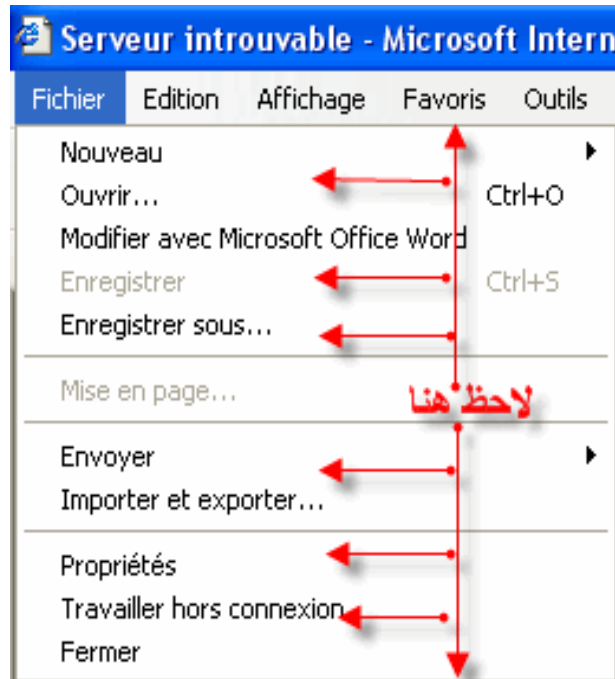 Serveur introuvable - Microsoft Intern
Fichier Edition Affichage Favoris Outils
Nouveau
Ouvrir... Ctrl+O
Modifier avec Microsoft Office Word
Enregistrer Ctrl+S
Enregistrer sous...
Mise en page...
لاحظ هنا
Envoyer
Importer et exporter...
Propriétés
Travailler hors connexion
Fermer